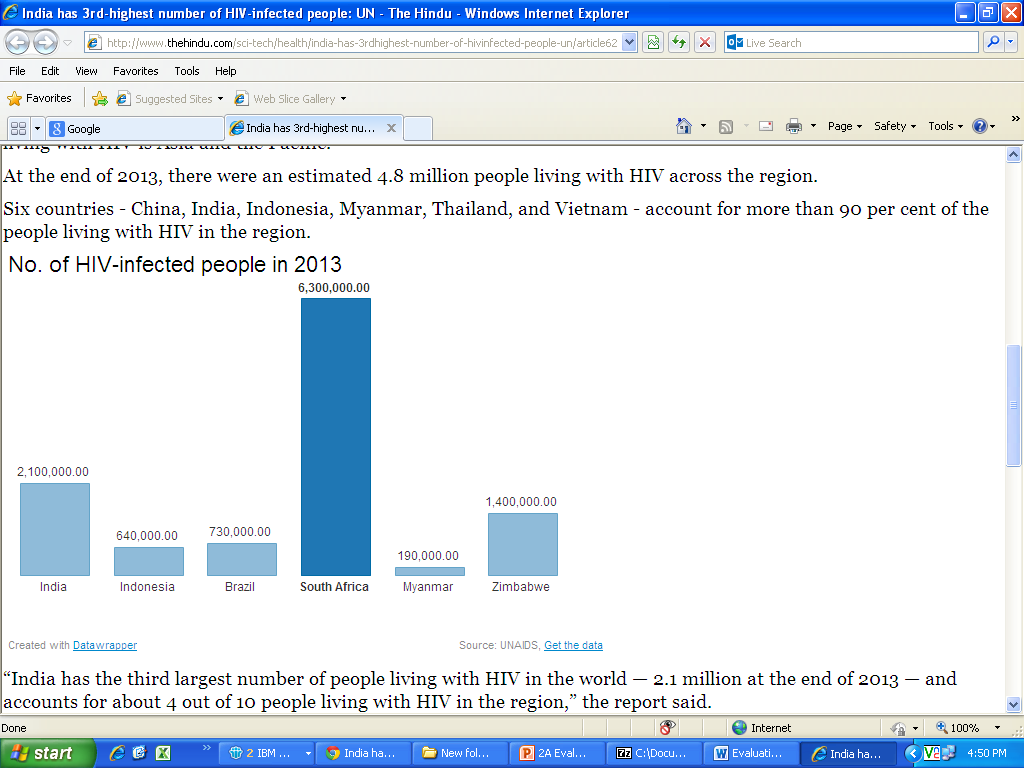 India has 3rd-highest number of HIV-infected people: UN - The Hindu - Windows Internet Explorer
http://www.thehindu.com/sci-tech/health/india-has-3rdhighest-number-of-hivinfected-people-un/article62
Live Search
File Edit View Favorites Tools Help
Favorites Suggested Sites Web Slice Gallery
Google India has 3rd-highest nu... Page Safety Tools »
At the end of 2013, there were an estimated 4.8 million people living with HIV across the region.
Six countries - China, India, Indonesia, Myanmar, Thailand, and Vietnam - account for more than 90 per cent of the
people living with HIV in the region.
No. of HIV-infected people in 2013
6,300,000.00
2,100,000.00
1,400,000.00
730,000.00
640,000.00
190,000.00
India Indonesia Brazil South Africa Myanmar Zimbabwe
Created with Datawrapper Source: UNAIDS, Get the data
“India has the third largest number of people living with HIV in the world — 2.1 million at the end of 2013 — and
accounts for about 4 out of 10 people living with HIV in the region,” the report said.
Done Internet 100%
start » 2 IBM ... India ha... New fol... 2A Eval... C:\Docu... Evaluati... India ha... 4:50 PM